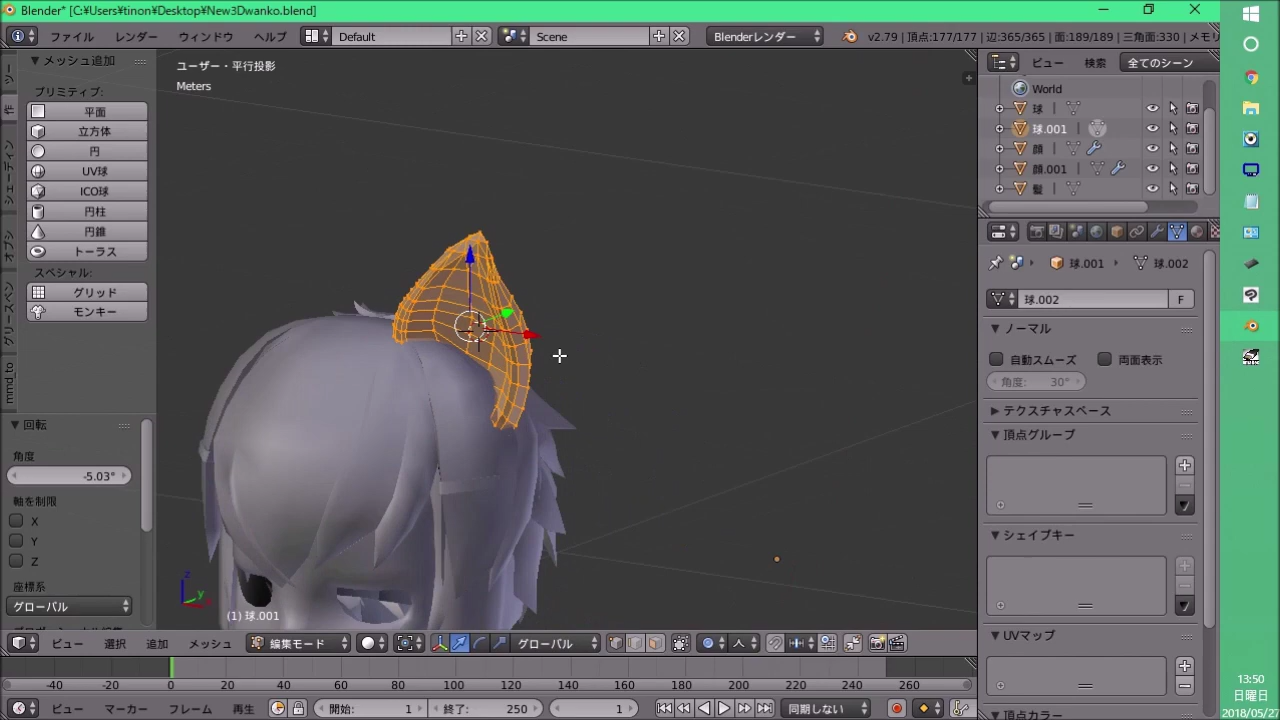 Blender* [C:¥Users¥tinon¥Desktop¥New3Dwanko.blend]
ファイル レンダー ウィンドウ ヘルプ Default Scene Blenderレンダー v2.79 | 頂点:177/177 | 辺:365/365 | 面:189/189 | 三角面:330 | メモリ
メッシュ追加
プリミティブ:
平面
立方体
円
UV球
ICO球
円柱
円錐
トーラス
スペシャル:
グリッド
モンキー
mmd_to
回転
角度
-5.03°
軸を制限
X
Y
Z
座標系
グローバル
ユーザー・平行投影
Meters
z
y
(1) 球.001
ビュー 選択 追加 メッシュ 編集モード グローバル
-40 -20 0 20 40 60 80 100 120 140 160 180 200 220 240 260
ビュー マーカー フレーム 再生 開始: 1 終了: 250 1 同期しない
ビュー 検索 全てのシーン
World
球
球.001
顔
顔.001
髪
球.001 球.002
球.002 F
ノーマル
自動スムーズ 両面表示
角度: 30°
テクスチャスペース
頂点グループ
シェイプキー
UVマップ
頂点カラー
13:50
日曜日
2018/05/27